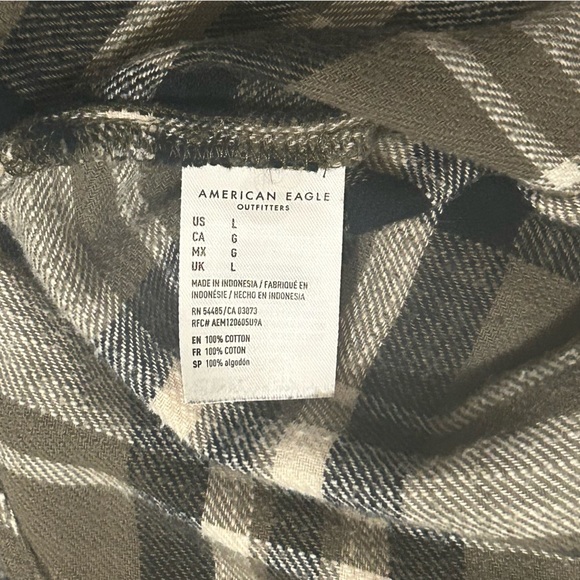 AMERICAN EAGLE
OUTFITTERS
US L
CA G
MX G
UK L
MADE IN INDONESIA / FABRIQUÉ EN
INDONÉSIE / HECHO EN INDONESIA
RN 54485/CA 03073
RFC# AEM120605U9A
EN 100% COTTON
FR 100% COTON
SP 100% algodón